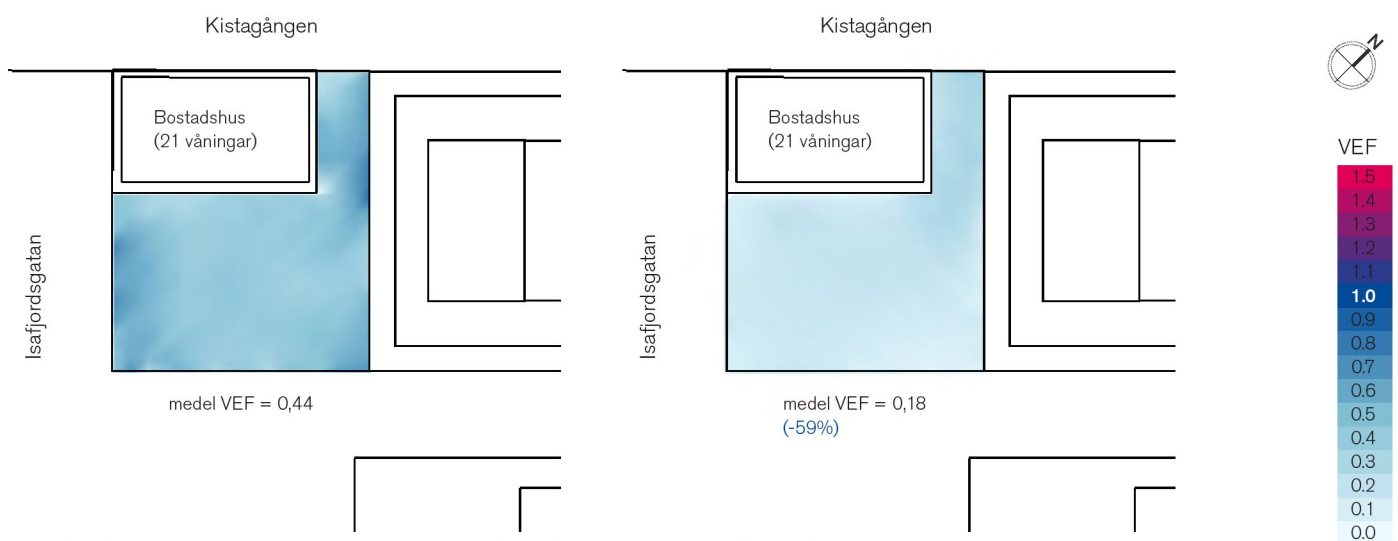 Kistagången
Bostadshus
(21 våningar)
Isafjordsgatan
medel VEF = 0,44
Kistagången
Bostadshus
(21 våningar)
Isafjordsgatan
medel VEF = 0,18
(-59%)
N
VEF
1.5
1.4
1.3
1.2
1.1
1.0
0.9
0.8
0.7
0.6
0.5
0.4
0.3
0.2
0.1
0.0